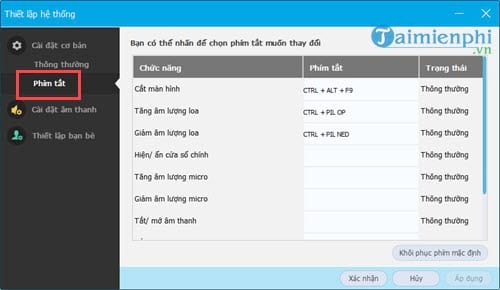 Thiết lập hệ thống
Cài đặt cơ bản
Thông thường
Phím tắt
Cài đặt âm thanh
Thiết lập bạn bè
Taimienphi
.vn
Bạn có thể nhấn để chọn phím tắt muốn thay đổi
Chức năng Phím tắt Trạng thái
Cắt màn hình CTRL + ALT + F9 Thông thường
Tăng âm lượng loa CTRL + PIL OP Thông thường
Giảm âm lượng loa CTRL + PIL NED Thông thường
Hiện/ ẩn cửa sổ chính Thông thường
Tăng âm lượng micro Thông thường
Giảm âm lượng micro Thông thường
Tắt/ mở âm thanh Thông thường
Khôi phục phím mặc định
Xác nhận Hủy Áp dụng